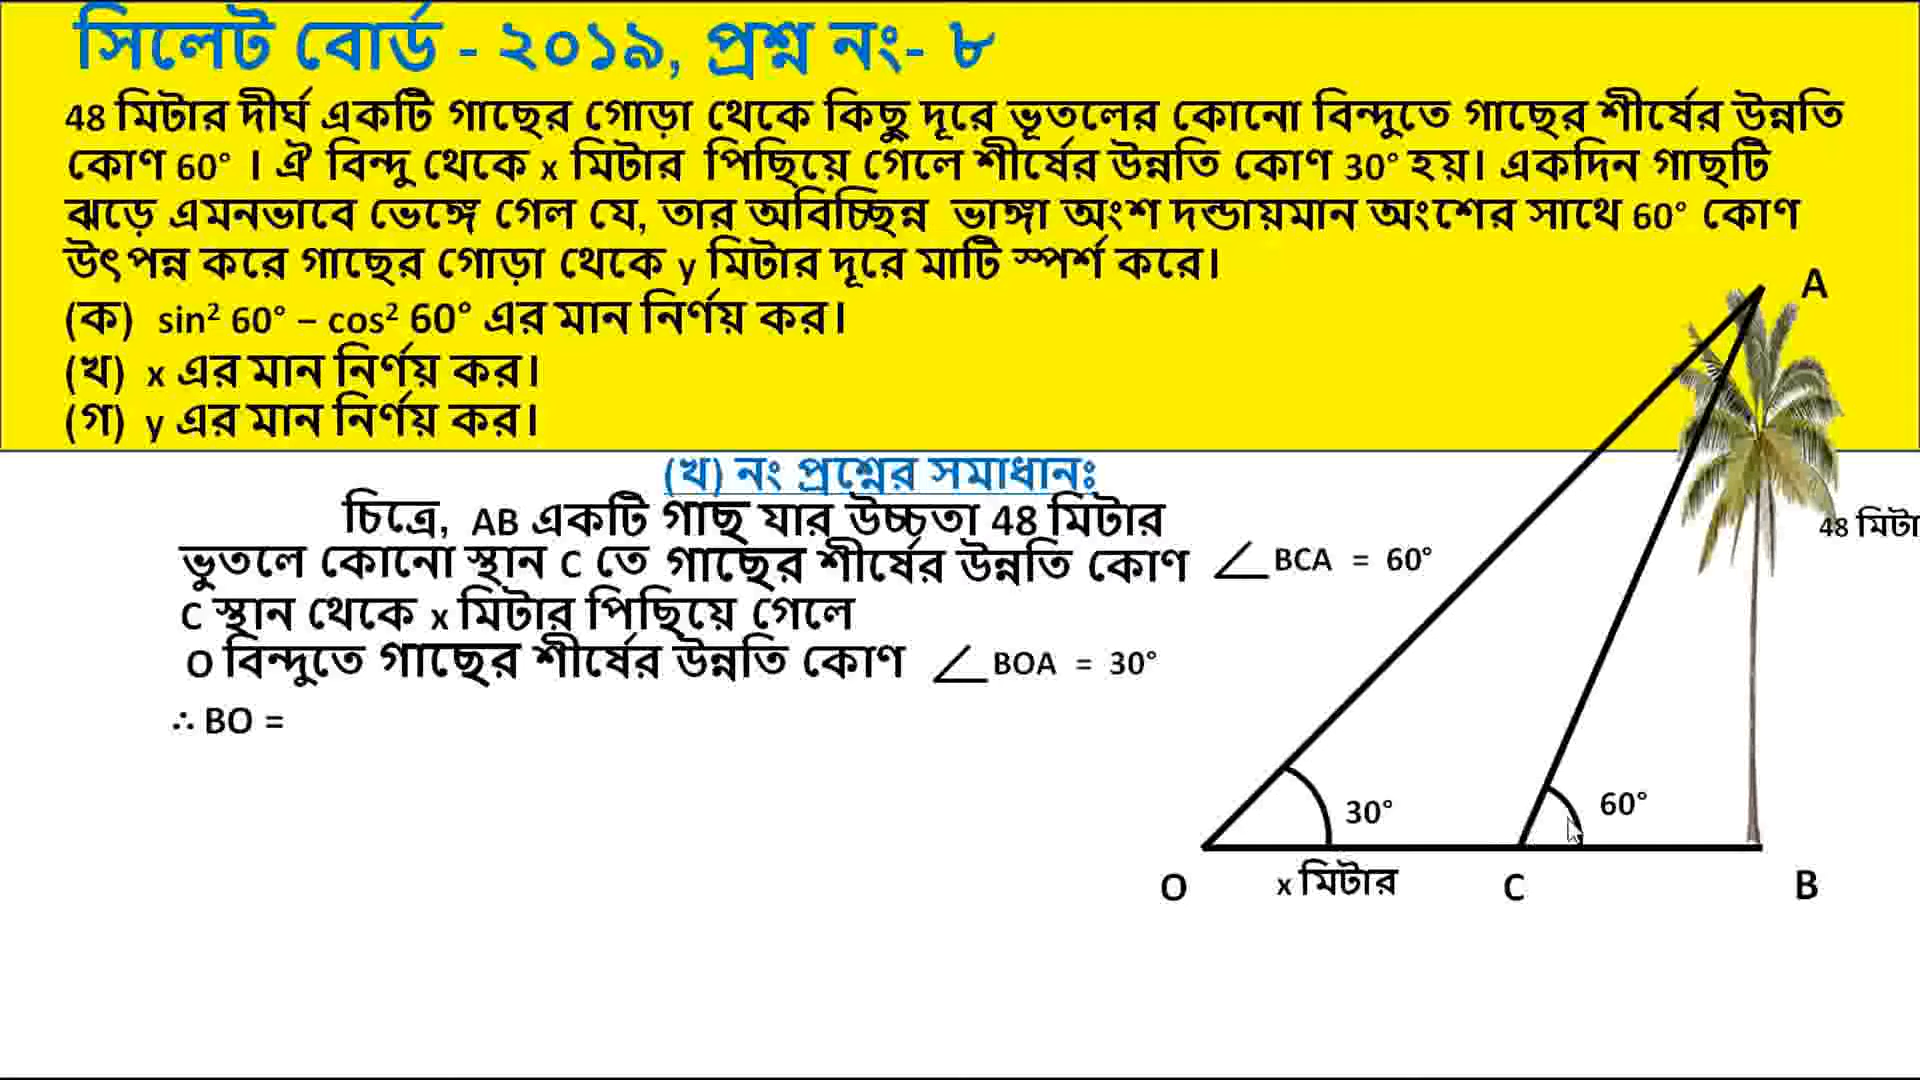 সিলেট বোর্ড - ২০১৯, প্রশ্ন নং- ৮
48 মিটার দীর্ঘ একটি গাছের গোড়া থেকে কিছু দূরে ভূতলের কোনো বিন্দুতে গাছের শীর্ষের উন্নতি
কোণ 60° । ঐ বিন্দু থেকে x মিটার পিছিয়ে গেলে শীর্ষের উন্নতি কোণ 30° হয়। একদিন গাছটি
ঝড়ে এমনভাবে ভেঙ্গে গেল যে, তার অবিচ্ছিন্ন ভাঙ্গা অংশ দন্ডায়মান অংশের সাথে 60° কোণ
উৎপন্ন করে গাছের গোড়া থেকে y মিটার দূরে মাটি স্পর্শ করে।
(ক) sin² 60° – cos² 60° এর মান নির্ণয় কর।
(খ) x এর মান নির্ণয় কর।
(গ) y এর মান নির্ণয় কর।
(খ) নং প্রশ্নের সমাধানঃ
চিত্রে, AB একটি গাছ যার উচ্চতা 48 মিটার
ভুতলে কোনো স্থান C তে গাছের শীর্ষের উন্নতি কোণ ∠BCA = 60°
C স্থান থেকে x মিটার পিছিয়ে গেলে
O বিন্দুতে গাছের শীর্ষের উন্নতি কোণ ∠BOA = 30°
∴ BO =
A
48 মিটা
30°
60°
O
x মিটার
C
B